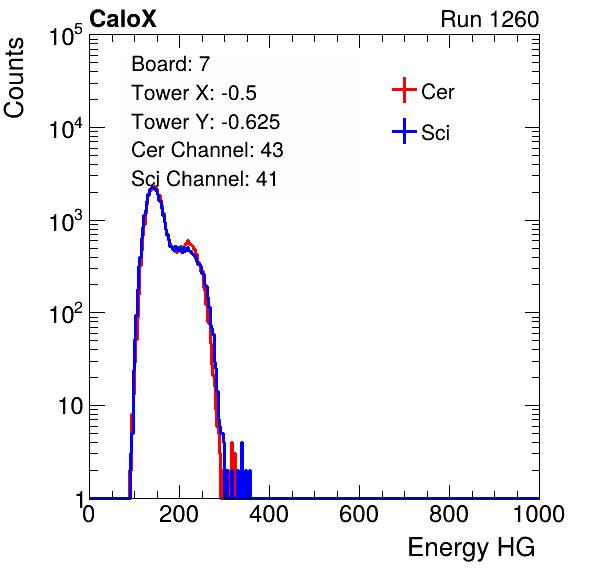 CaloX Run 1260
Counts
Board: 7
Tower X: -0.5
Tower Y: -0.625
Cer Channel: 43
Sci Channel: 41
Cer
Sci
10^5
10^4
10^3
10^2
10
1
0 200 400 600 800 1000
Energy HG